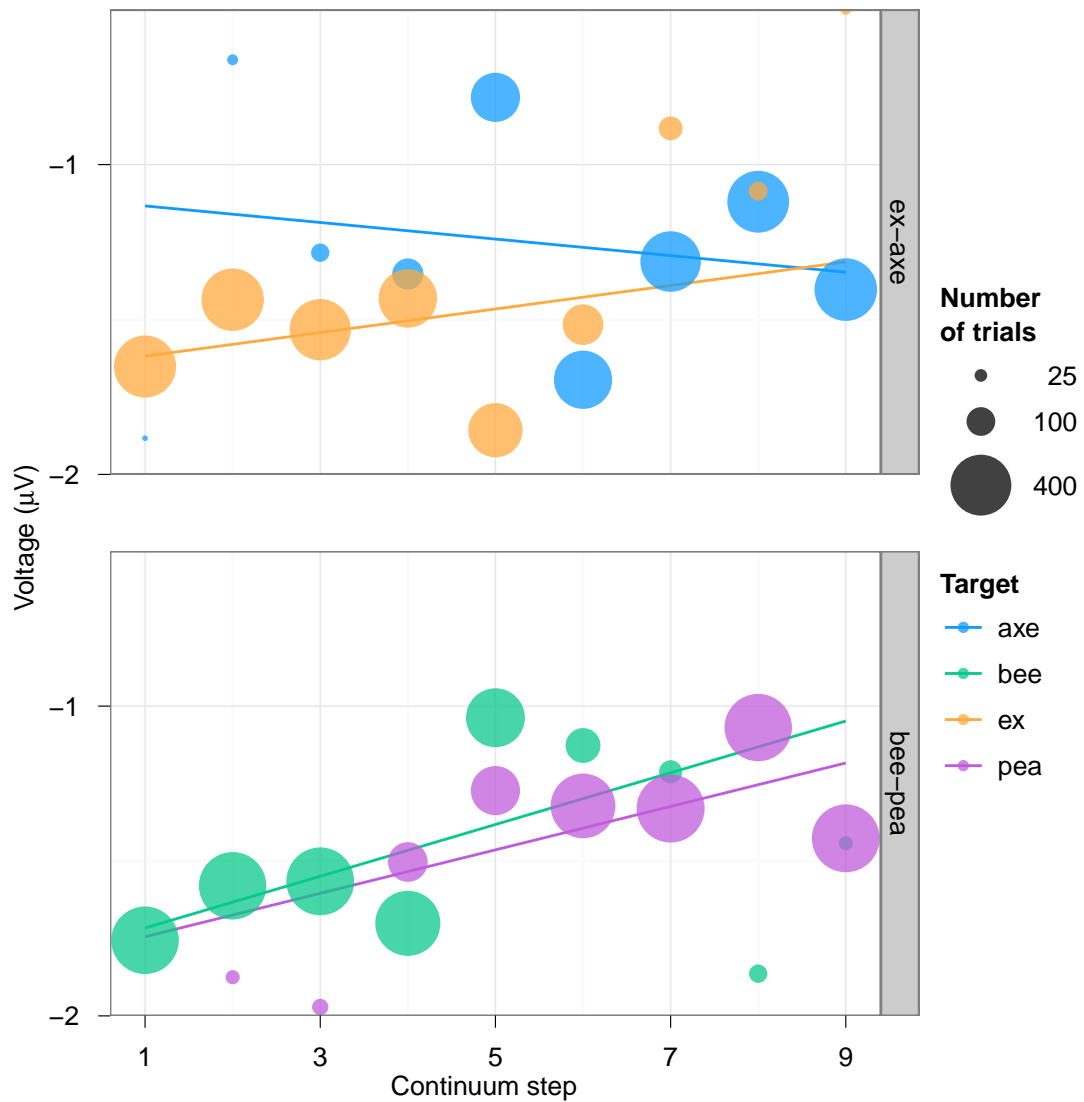 −1
−2
ex−axe
−1
−2
bee−pea
1 3 5 7 9
Continuum step
Voltage (μV)
Number
of trials
25
100
400
Target
axe
bee
ex
pea